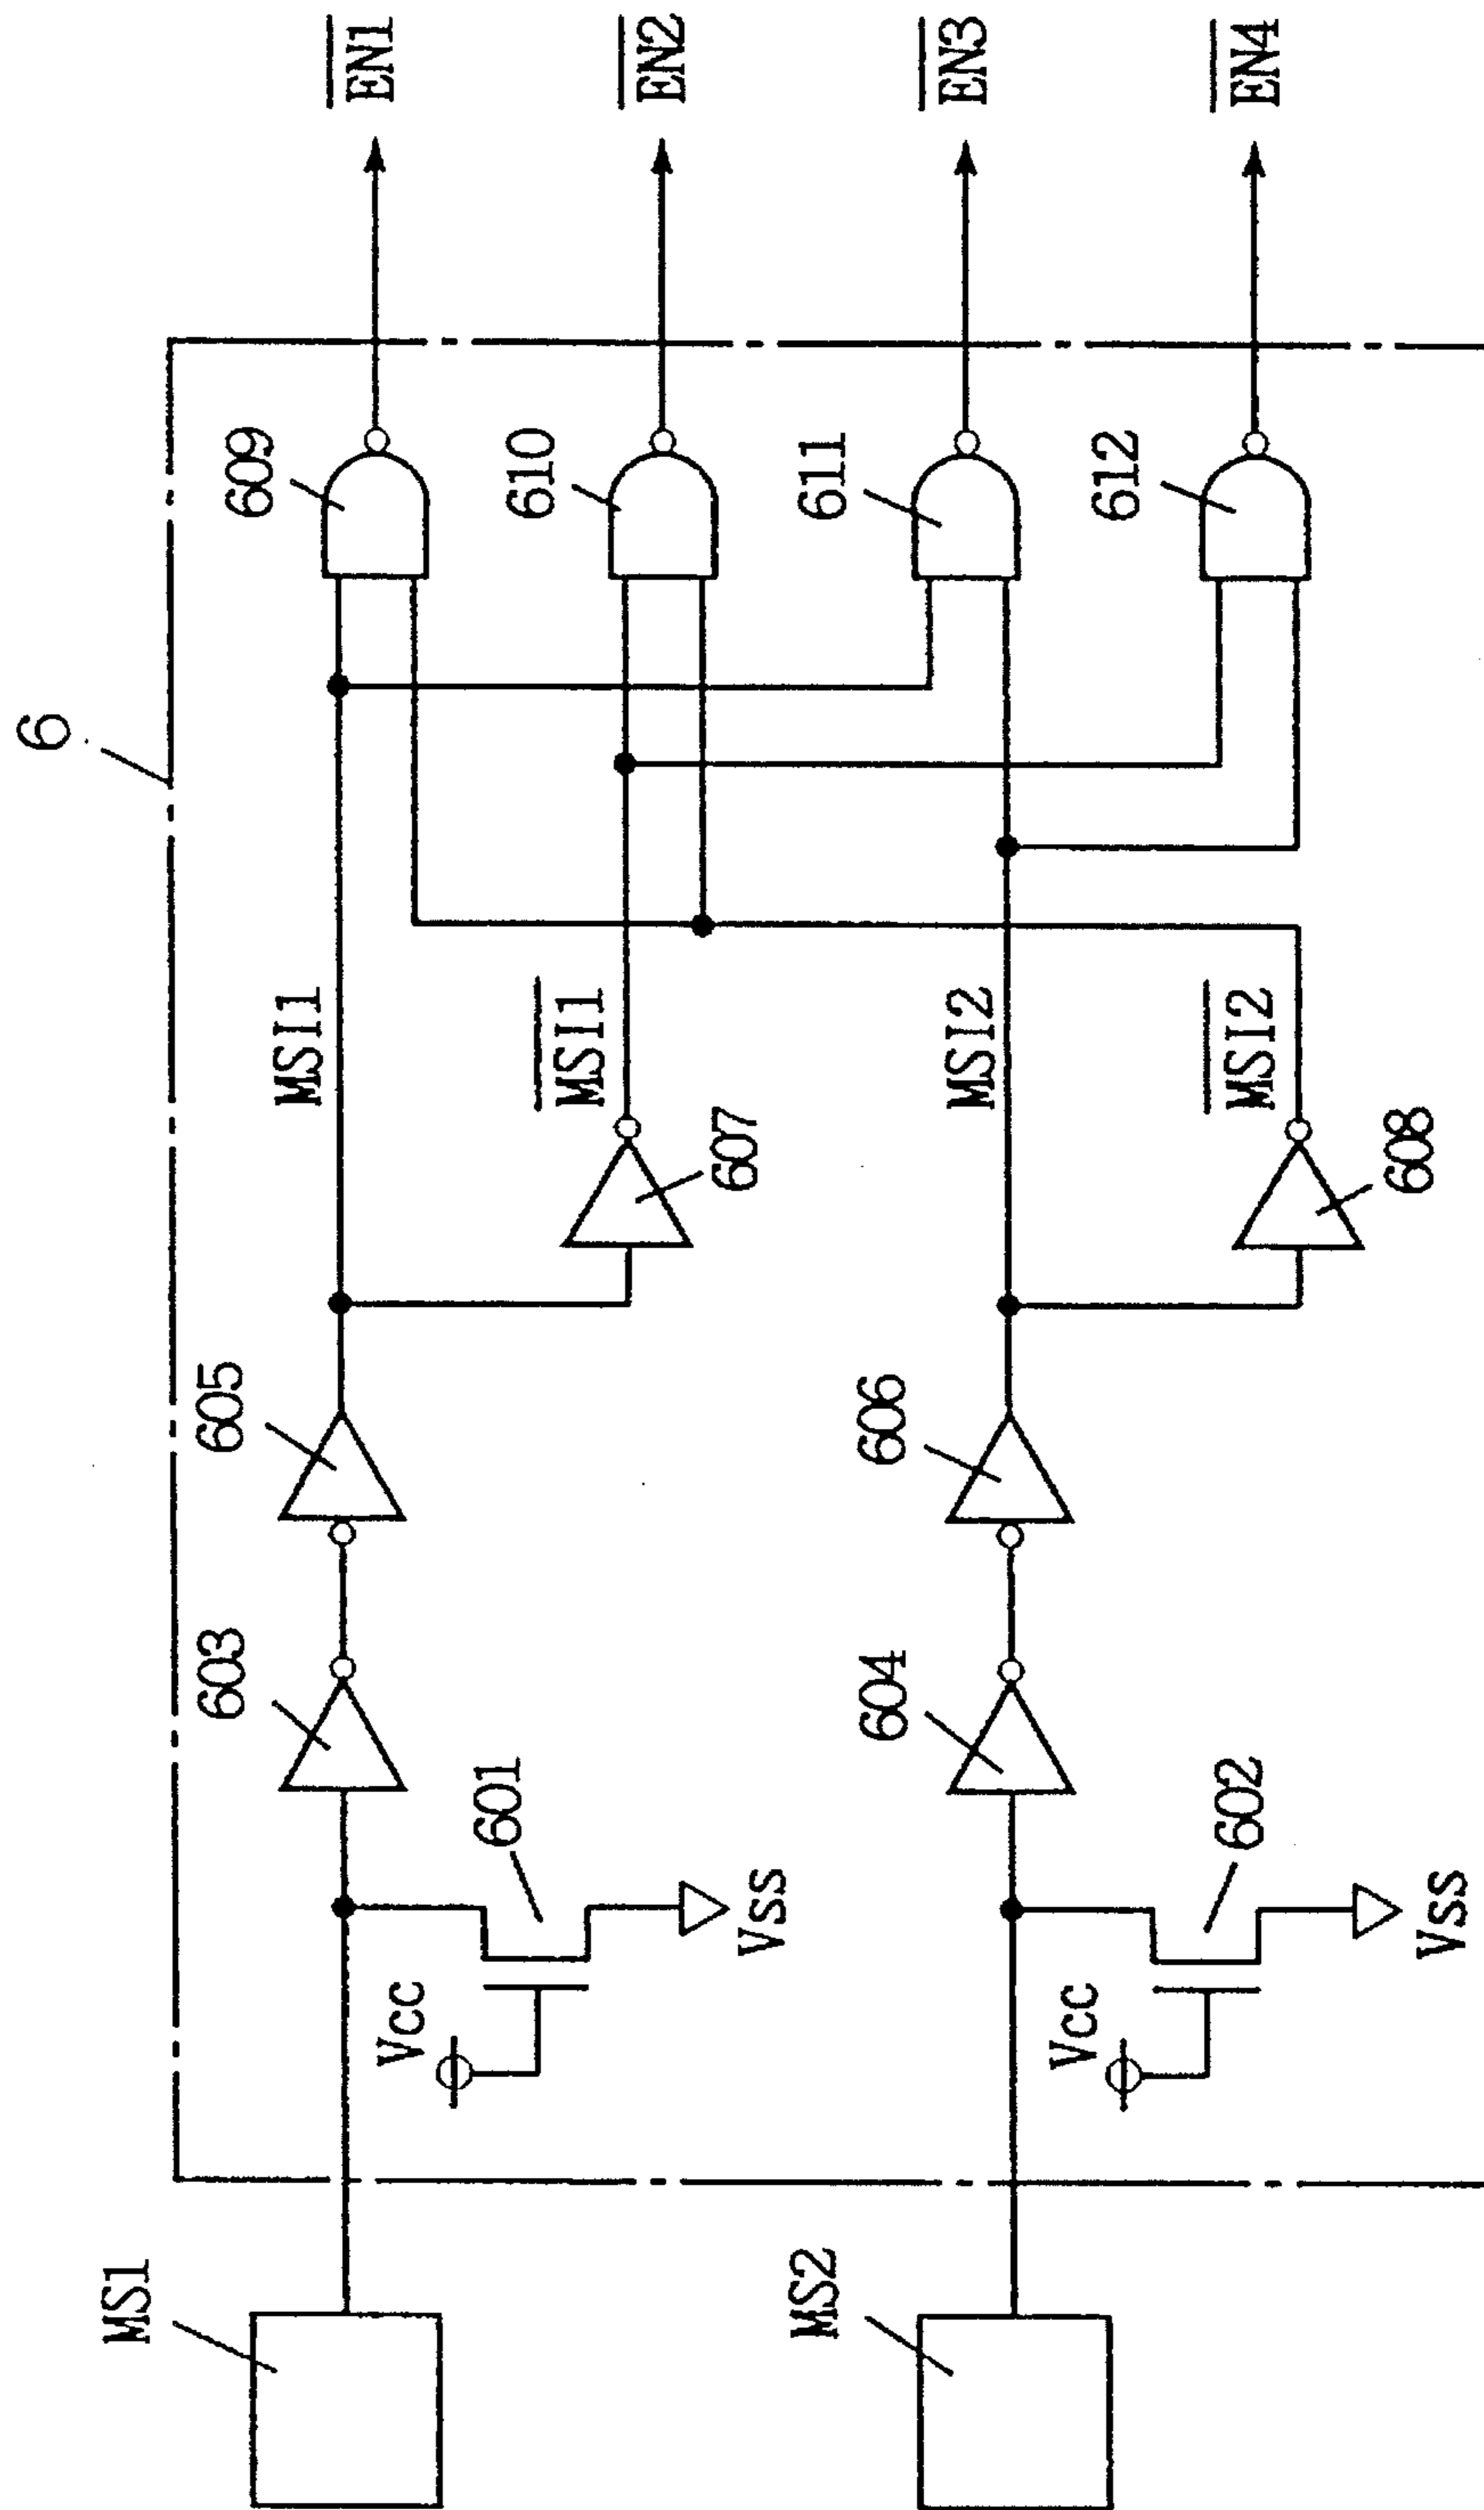 6
MS1
Vcc
Vss
601
603
605
MSI1
607
MSI1
609
EN1
610
EN2
MS2
Vcc
Vss
602
604
606
MSI2
608
MSI2
611
EN3
612
EN4